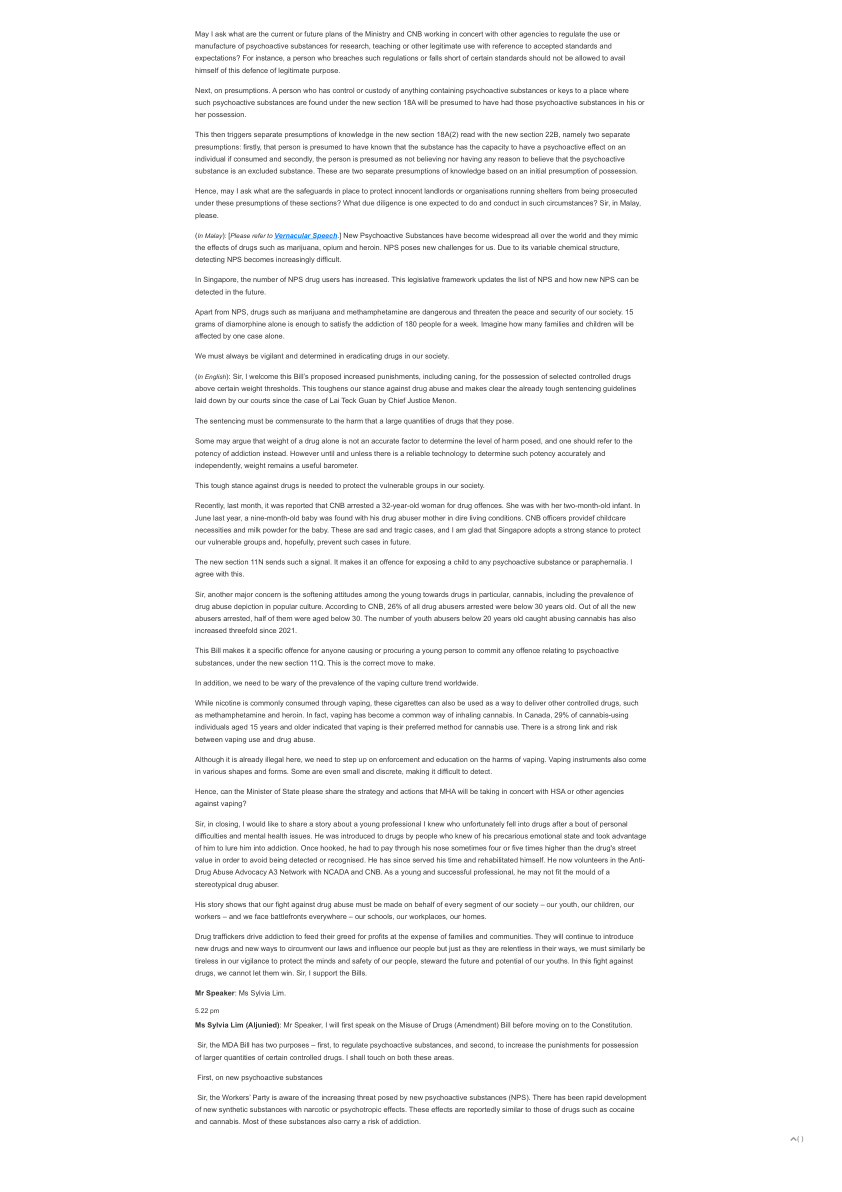 May I ask what are the current or future plans of the Ministry and CNB working in concert with other agencies to regulate the use or
manufacture of psychoactive substances for research, teaching or other legitimate use with reference to accepted standards and
expectations? For instance, a person who breaches such regulations or falls short of certain standards should not be allowed to avail
himself of this defence of legitimate purpose.
Next, on presumptions. A person who has control or custody of anything containing psychoactive substances or keys to a place where
such psychoactive substances are found under the new section 18A will be presumed to have had those psychoactive substances in his or
her possession.
This then triggers separate presumptions of knowledge in the new section 18A(2) read with the new section 22B, namely two separate
presumptions: firstly, that person is presumed to have known that the substance has the capacity to have a psychoactive effect on an
individual if consumed and secondly, the person is presumed as not believing nor having any reason to believe that the psychoactive
substance is an excluded substance. These are two separate presumptions of knowledge based on an initial presumption of possession.
Hence, may I ask what are the safeguards in place to protect innocent landlords or organisations running shelters from being prosecuted
under these presumptions of these sections? What due diligence is one expected to do and conduct in such circumstances? Sir, in Malay,
please.
(In Malay): [Please refer to Vernacular Speech.] New Psychoactive Substances have become widespread all over the world and they mimic
the effects of drugs such as marijuana, opium and heroin. NPS poses new challenges for us. Due to its variable chemical structure,
detecting NPS becomes increasingly difficult.
In Singapore, the number of NPS drug users has increased. This legislative framework updates the list of NPS and how new NPS can be
detected in the future.
Apart from NPS, drugs such as marijuana and methamphetamine are dangerous and threaten the peace and security of our society. 15
grams of diamorphine alone is enough to satisfy the addiction of 180 people for a week. Imagine how many families and children will be
affected by one case alone.
We must always be vigilant and determined in eradicating drugs in our society.
(In English): Sir, I welcome this Bill's proposed increased punishments, including caning, for the possession of selected controlled drugs
above certain weight thresholds. This toughens our stance against drug abuse and makes clear the already tough sentencing guidelines
laid down by our courts since the case of Lai Teck Guan by Chief Justice Menon.
The sentencing must be commensurate to the harm that a large quantities of drugs that they pose.
Some may argue that weight of a drug alone is not an accurate factor to determine the level of harm posed, and one should refer to the
potency of addiction instead. However until and unless there is a reliable technology to determine such potency accurately and
independently, weight remains a useful barometer.
This tough stance against drugs is needed to protect the vulnerable groups in our society.
Recently, last month, it was reported that CNB arrested a 32-year-old woman for drug offences. She was with her two-month-old infant. In
June last year, a nine-month-old baby was found with his drug abuser mother in dire living conditions. CNB officers providef childcare
necessities and milk powder for the baby. These are sad and tragic cases, and I am glad that Singapore adopts a strong stance to protect
our vulnerable groups and, hopefully, prevent such cases in future.
The new section 11N sends such a signal. It makes it an offence for exposing a child to any psychoactive substance or paraphernalia. I
agree with this.
Sir, another major concern is the softening attitudes among the young towards drugs in particular, cannabis, including the prevalence of
drug abuse depiction in popular culture. According to CNB, 26% of all drug abusers arrested were below 30 years old. Out of all the new
abusers arrested, half of them were aged below 30. The number of youth abusers below 20 years old caught abusing cannabis has also
increased threefold since 2021.
This Bill makes it a specific offence for anyone causing or procuring a young person to commit any offence relating to psychoactive
substances, under the new section 11Q. This is the correct move to make.
In addition, we need to be wary of the prevalence of the vaping culture trend worldwide.
While nicotine is commonly consumed through vaping, these cigarettes can also be used as a way to deliver other controlled drugs, such
as methamphetamine and heroin. In fact, vaping has become a common way of inhaling cannabis. In Canada, 29% of cannabis-using
individuals aged 15 years and older indicated that vaping is their preferred method for cannabis use. There is a strong link and risk
between vaping use and drug abuse.
Although it is already illegal here, we need to step up on enforcement and education on the harms of vaping. Vaping instruments also come
in various shapes and forms. Some are even small and discrete, making it difficult to detect.
Hence, can the Minister of State please share the strategy and actions that MHA will be taking in concert with HSA or other agencies
against vaping?
Sir, in closing, I would like to share a story about a young professional I knew who unfortunately fell into drugs after a bout of personal
difficulties and mental health issues. He was introduced to drugs by people who knew of his precarious emotional state and took advantage
of him to lure him into addiction. Once hooked, he had to pay through his nose sometimes four or five times higher than the drug's street
value in order to avoid being detected or recognised. He has since served his time and rehabilitated himself. He now volunteers in the Anti-
Drug Abuse Advocacy A3 Network with NCADA and CNB. As a young and successful professional, he may not fit the mould of a
stereotypical drug abuser.
His story shows that our fight against drug abuse must be made on behalf of every segment of our society – our youth, our children, our
workers – and we face battlefronts everywhere – our schools, our workplaces, our homes.
Drug traffickers drive addiction to feed their greed for profits at the expense of families and communities. They will continue to introduce
new drugs and new ways to circumvent our laws and influence our people but just as they are relentless in their ways, we must similarly be
tireless in our vigilance to protect the minds and safety of our people, steward the future and potential of our youths. In this fight against
drugs, we cannot let them win. Sir, I support the Bills.
Mr Speaker: Ms Sylvia Lim.
5.22 pm
Ms Sylvia Lim (Aljunied): Mr Speaker, I will first speak on the Misuse of Drugs (Amendment) Bill before moving on to the Constitution.
Sir, the MDA Bill has two purposes – first, to regulate psychoactive substances, and second, to increase the punishments for possession
of larger quantities of certain controlled drugs. I shall touch on both these areas.
First, on new psychoactive substances
Sir, the Workers' Party is aware of the increasing threat posed by new psychoactive substances (NPS). There has been rapid development
of new synthetic substances with narcotic or psychotropic effects. These effects are reportedly similar to those of drugs such as cocaine
and cannabis. Most of these substances also carry a risk of addiction.
( )